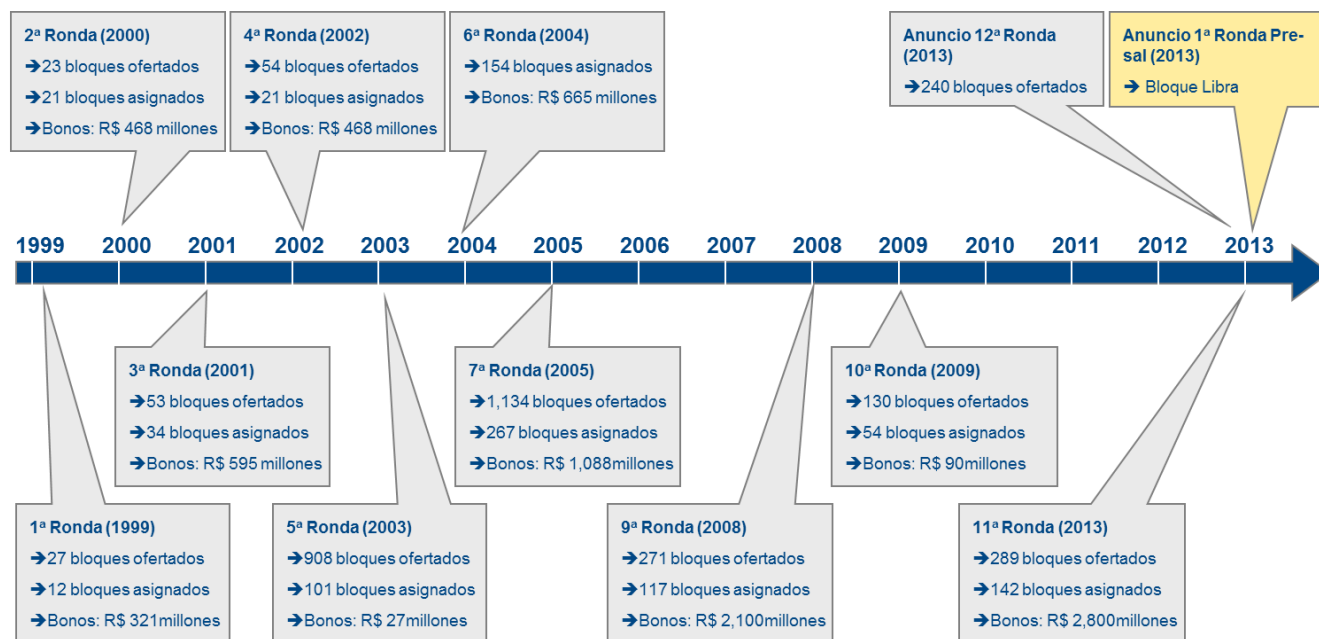 2ª Ronda (2000)
➔23 bloques ofertados
➔21 bloques asignados
➔Bonos: R$ 468 millones
4ª Ronda (2002)
➔54 bloques ofertados
➔21 bloques asignados
➔Bonos: R$ 468 millones
6ª Ronda (2004)
➔154 bloques asignados
➔Bonos: R$ 665 millones
Anuncio 12ª Ronda
(2013)
➔240 bloques ofertados
Anuncio 1ª Ronda Pre-
sal (2013)
➔ Bloque Libra
1999 2000 2001 2002 2003 2004 2005 2006 2007 2008 2009 2010 2011 2012 2013
3ª Ronda (2001)
➔53 bloques ofertados
➔34 bloques asignados
➔Bonos: R$ 595 millones
7ª Ronda (2005)
➔1,134 bloques ofertados
➔267 bloques asignados
➔Bonos: R$ 1,088millones
10ª Ronda (2009)
➔130 bloques ofertados
➔54 bloques asignados
➔Bonos: R$ 90millones
1ª Ronda (1999)
➔27 bloques ofertados
➔12 bloques asignados
➔Bonos: R$ 321millones
5ª Ronda (2003)
➔908 bloques ofertados
➔101 bloques asignados
➔Bonos: R$ 27millones
9ª Ronda (2008)
➔271 bloques ofertados
➔117 bloques asignados
➔Bonos: R$ 2,100millones
11ª Ronda (2013)
➔289 bloques ofertados
➔142 bloques asignados
➔Bonos: R$ 2,800millones